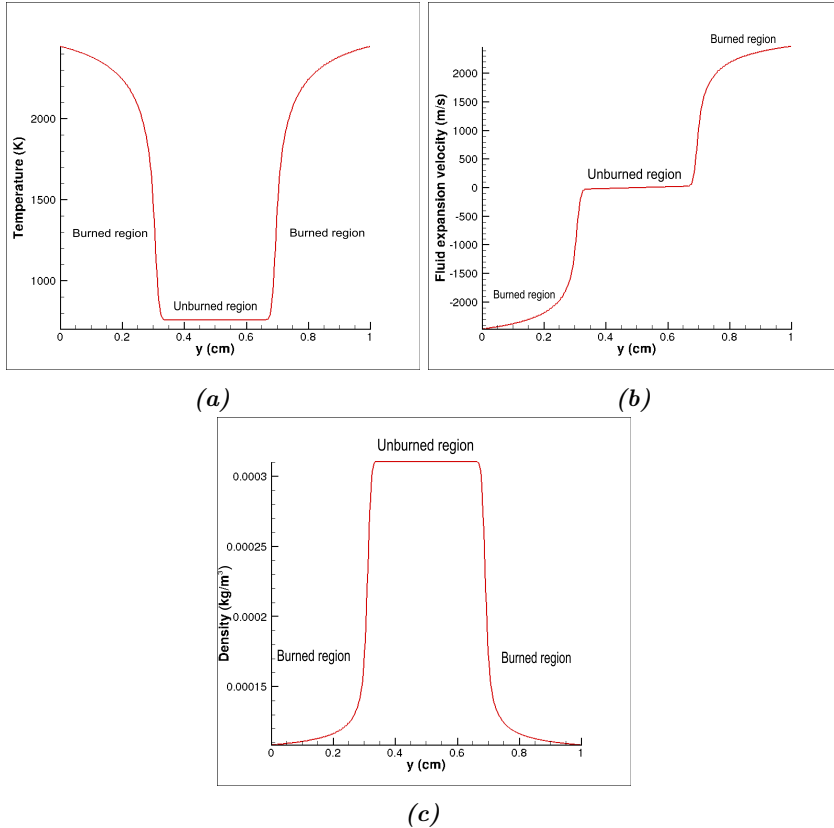 2000
1500
1000
Temperature (K)
Burned region
Burned region
Unburned region
0
0.2
0.4
0.6
0.8
1
y (cm)
(a)
Burned region
2000
1500
1000
500
0
-500
-1000
-1500
-2000
Fluid expansion velocity (m/s)
Unburned region
Burned region
0
0.2
0.4
0.6
0.8
1
y (cm)
(b)
Unburned region
0.0003
0.00025
0.0002
0.00015
Density (kg/m³)
Burned region
Burned region
0
0.2
0.4
0.6
0.8
1
y (cm)
(c)